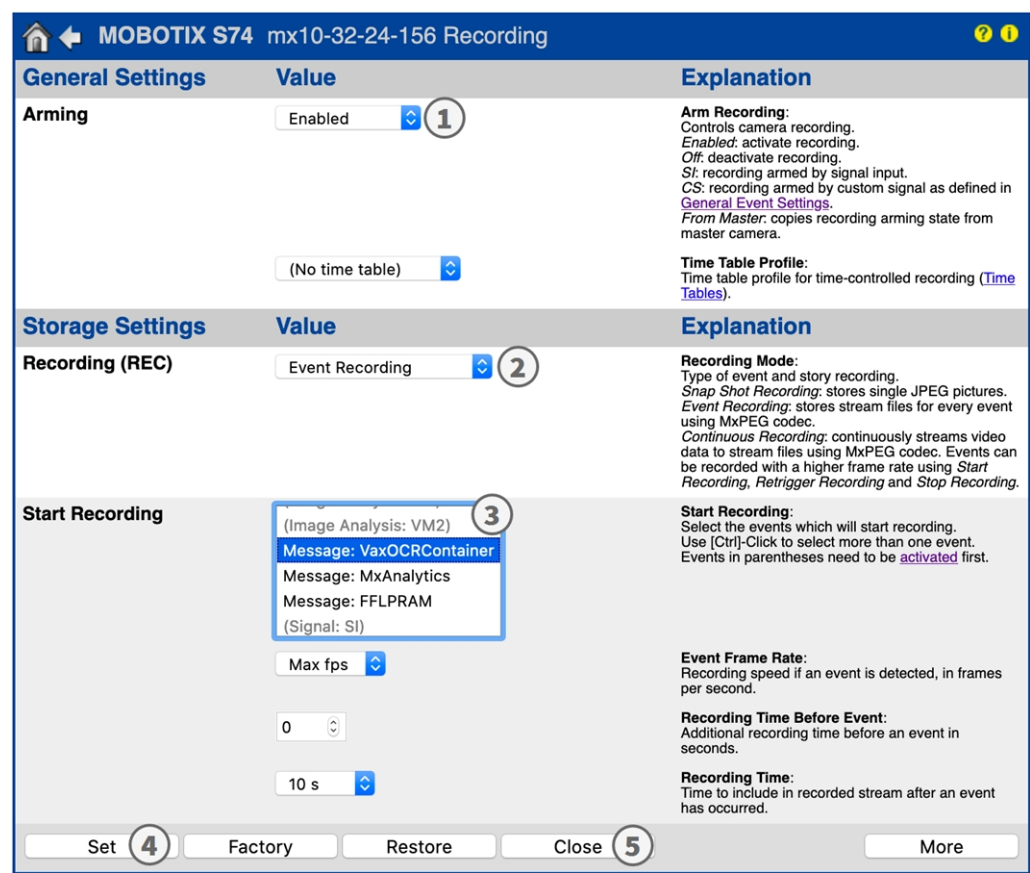 MOBOTIX S74 mx10-32-24-156 Recording
? i
General Settings Value Explanation
Arming
Enabled
1
Arm Recording:
Controls camera recording.
Enabled: activate recording.
Off: deactivate recording.
SI: recording armed by signal input.
CS: recording armed by custom signal as defined in
General Event Settings.
From Master: copies recording arming state from
master camera.
(No time table)
Time Table Profile:
Time table profile for time-controlled recording (Time
Tables).
Storage Settings Value Explanation
Recording (REC)
Event Recording
2
Recording Mode:
Type of event and story recording.
Snap Shot Recording: stores single JPEG pictures.
Event Recording: stores stream files for every event
using MxPEG codec.
Continuous Recording: continuously streams video
data to stream files using MxPEG codec. Events can
be recorded with a higher frame rate using Start
Recording, Retrigger Recording and Stop Recording.
Start Recording
3
(Image Analysis: VM2)
Message: VaxOCRContainer
Message: MxAnalytics
Message: FFLPRAM
(Signal: SI)
Start Recording:
Select the events which will start recording.
Use [Ctrl]-Click to select more than one event.
Events in parentheses need to be activated first.
Max fps
Event Frame Rate:
Recording speed if an event is detected, in frames
per second.
0
Recording Time Before Event:
Additional recording time before an event in
seconds.
10 s
Recording Time:
Time to include in recorded stream after an event
has occurred.
Set 4 Factory Restore Close 5 More